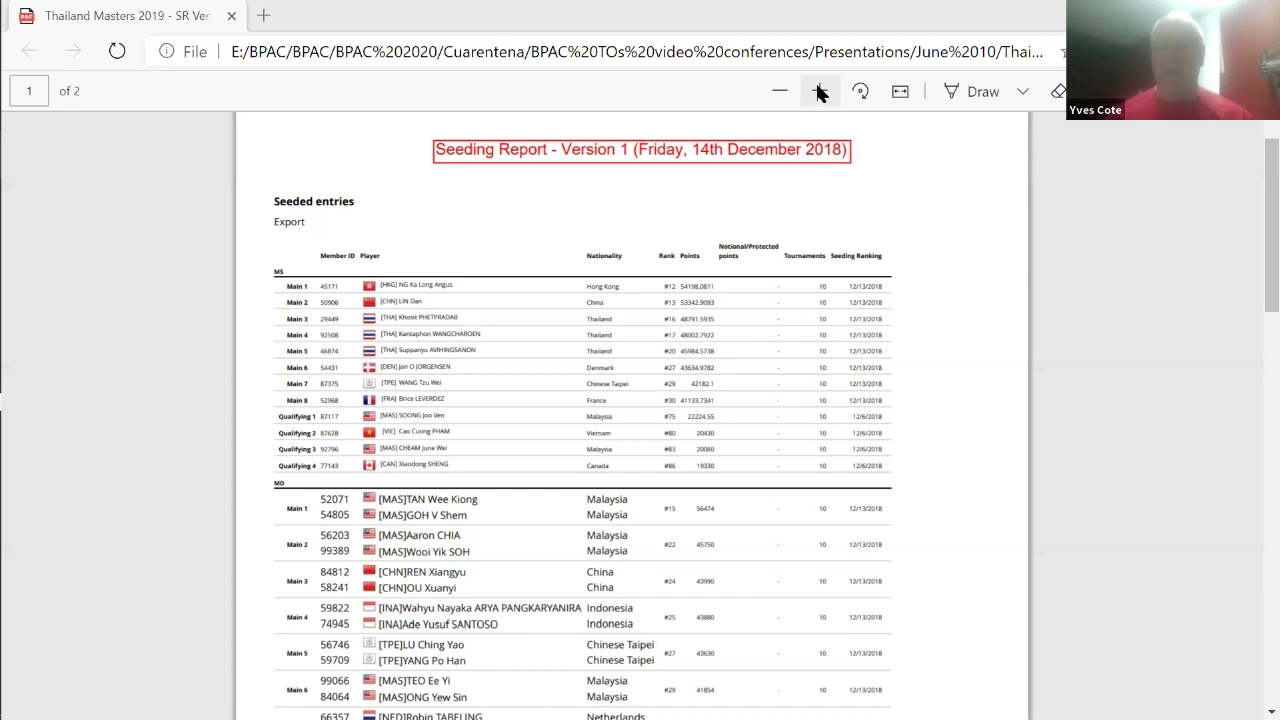 Thailand Masters 2019 - SR Ver
File
E:/BPAC/BPAC/BPAC%202020/Cuarentena/BPAC%20TOs%20video%20conferences/Presentations/June%2010/Thai...
1 of 2
Draw
Yves Cote
Seeding Report - Version 1 (Friday, 14th December 2018)
Seeded entries
Export
Member ID Player Nationality Rank Points Notional/Protected points Tournaments Seeding Ranking
MS
Main 1 45171 [HKG] NG Ka Long Angus Hong Kong #12 54198.0811 - 10 12/13/2018
Main 2 50906 [CHN] LIN Dan China #13 53342.9093 - 10 12/13/2018
Main 3 29449 [THA] Khosit PHETPRADAB Thailand #16 48791.5935 - 10 12/13/2018
Main 4 92508 [THA] Kantaphon WANGCHAROEN Thailand #17 48002.7922 - 10 12/13/2018
Main 5 46874 [THA] Suppanyu AVIHINGSANON Thailand #20 45984.5738 - 10 12/13/2018
Main 6 54431 [DEN] Jan O JORGENSEN Denmark #27 43634.9782 - 10 12/13/2018
Main 7 87375 [TPE] WANG Tzu Wei Chinese Taipei #29 42182.1 - 10 12/13/2018
Main 8 52968 [FRA] Brice LEVERDEZ France #30 41133.7341 - 10 12/13/2018
Qualifying 1 87117 [MAS] SOONG Joo Ven Malaysia #75 22224.55 - 10 12/6/2018
Qualifying 2 87628 [VIE] Cao Cuong PHAM Vietnam #80 20430 - 10 12/6/2018
Qualifying 3 92796 [MAS] CHEAM June Wei Malaysia #83 20060 - 10 12/6/2018
Qualifying 4 77143 [CAN] Xiaodong SHENG Canada #86 19330 - 10 12/6/2018
MD
52071 [MAS]TAN Wee Kiong Malaysia
Main 1 #15 56474 - 10 12/13/2018
54805 [MAS]GOH V Shem Malaysia
56203 [MAS]Aaron CHIA Malaysia
Main 2 #22 45750 - 10 12/13/2018
99389 [MAS]Wooi Yik SOH Malaysia
84812 [CHN]REN Xiangyu China
Main 3 #24 43990 - 10 12/13/2018
58241 [CHN]OU Xuanyi China
59822 [INA]Wahyu Nayaka ARYA PANGKARYANIRA Indonesia
Main 4 #25 43880 - 10 12/13/2018
74945 [INA]Ade Yusuf SANTOSO Indonesia
56746 [TPE]LU Ching Yao Chinese Taipei
Main 5 #27 43630 - 10 12/13/2018
59709 [TPE]YANG Po Han Chinese Taipei
99066 [MAS]TEO Ee Yi Malaysia
Main 6 #29 41854 - 10 12/13/2018
84064 [MAS]ONG Yew Sin Malaysia
66357 [NED]Robin TABELING Netherlands